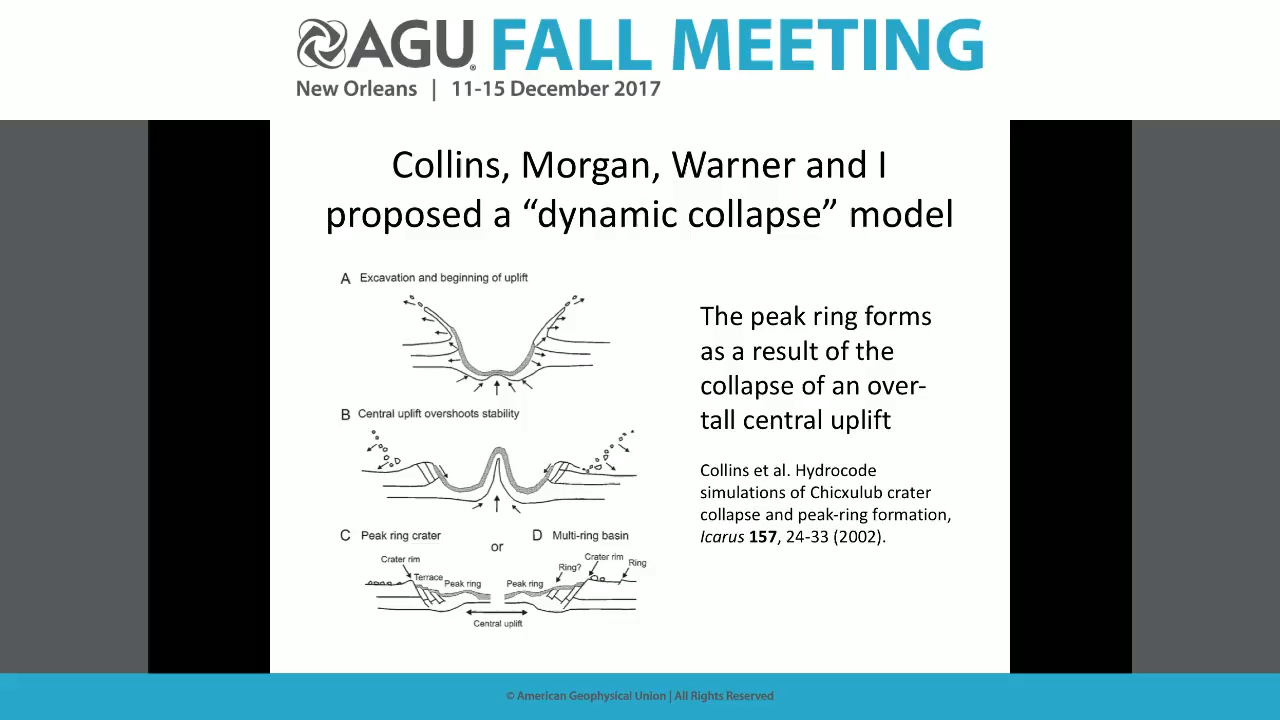 AGU FALL MEETING
New Orleans | 11-15 December 2017
Collins, Morgan, Warner and I
proposed a “dynamic collapse” model
A Excavation and beginning of uplift
B Central uplift overshoots stability
C Peak ring crater
or
D Multi-ring basin
Crater rim
Terrace
Peak ring
Peak ring
Ring?
Crater rim
Ring
Central uplift
The peak ring forms
as a result of the
collapse of an over-
tall central uplift
Collins et al. Hydrocode
simulations of Chicxulub crater
collapse and peak-ring formation,
Icarus 157, 24-33 (2002).
© American Geophysical Union | All Rights Reserved